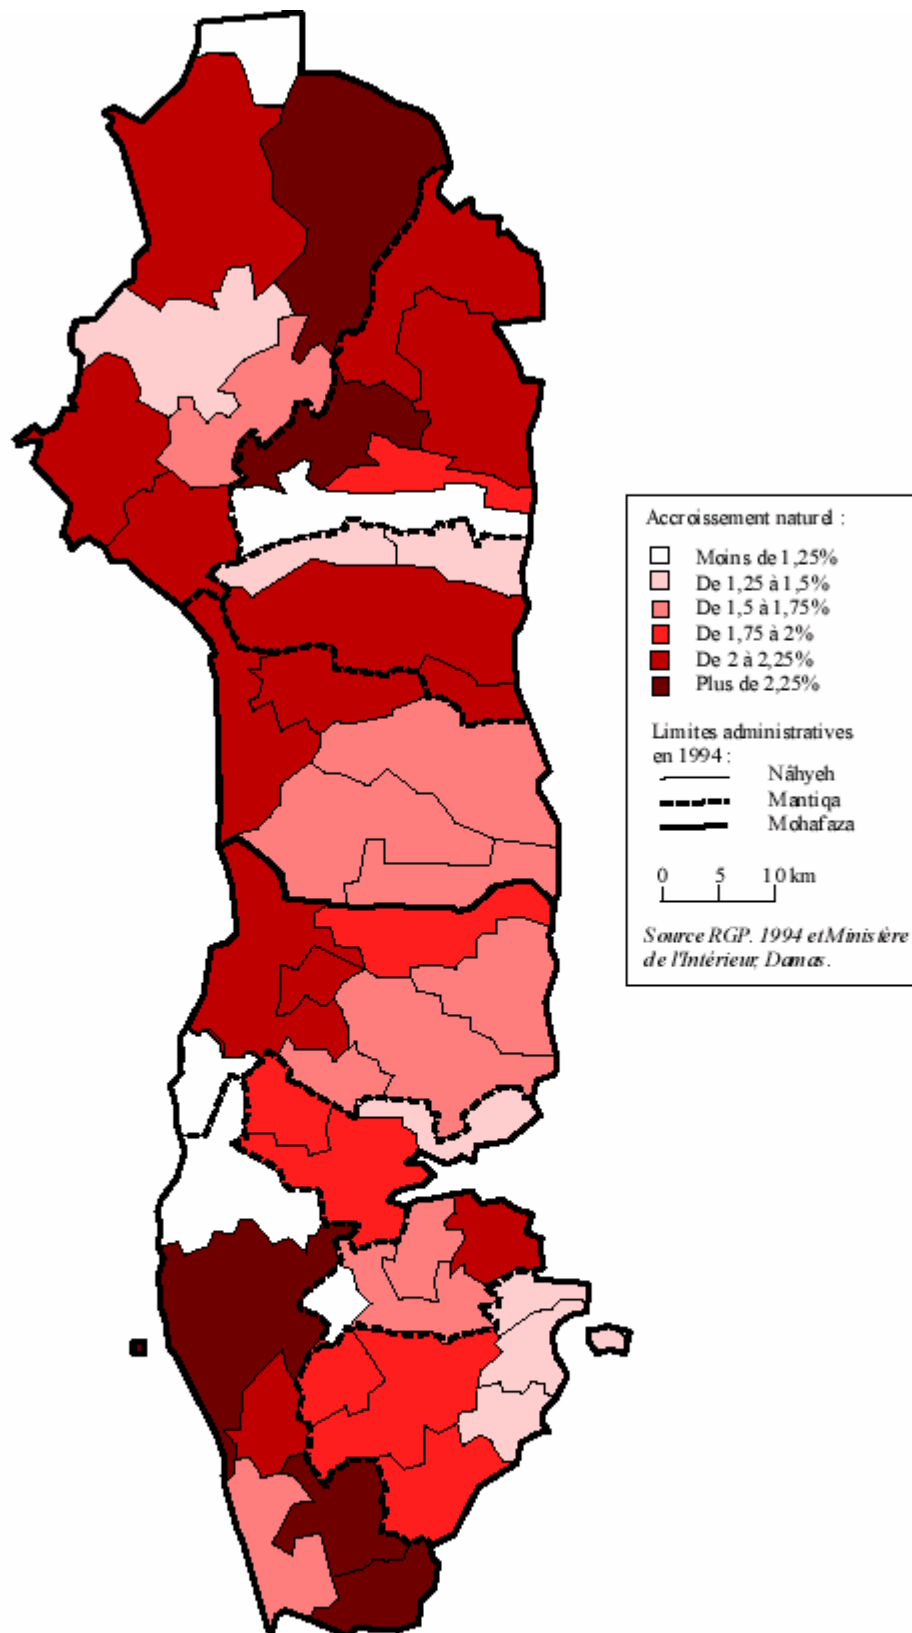 Accroissement naturel :
Moins de 1,25%
De 1,25 à 1,5%
De 1,5 à 1,75%
De 1,75 à 2%
De 2 à 2,25%
Plus de 2,25%
Limites administratives
en 1994 :
Nâhyeh
Mantiqa
Mohafaza
0 5 10 km
Source RGP. 1994 et Ministère
de l'Intérieur, Damas.